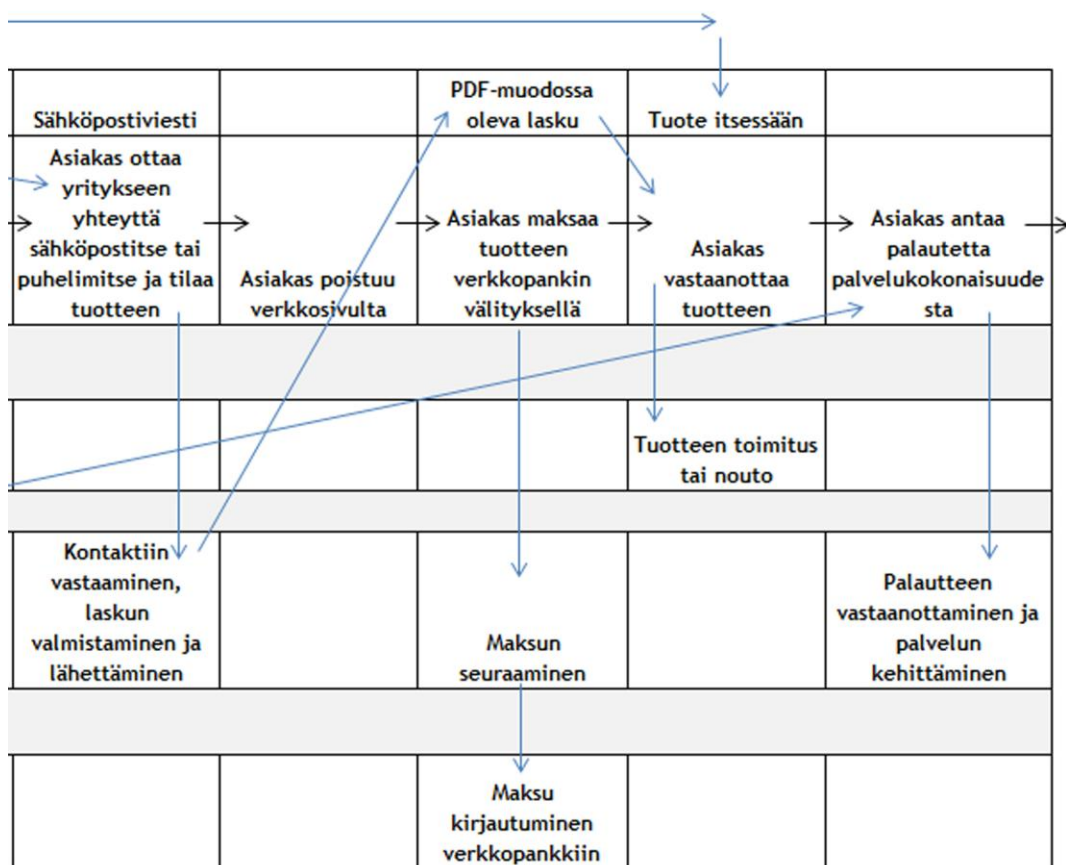 Sähköpostiviesti
PDF-muodossa
oleva lasku
Tuote itsessään
Asiakas ottaa
yritykseen
yhteyttä
sähköpostitse tai
puhelimitse ja tilaa
tuotteen
Asiakas poistuu
verkkosivulta
Asiakas maksaa
tuotteen
verkkopankin
välityksellä
Asiakas
vastaanottaa
tuotteen
Asiakas antaa
palautetta
palvelukokonaisuude
sta
Tuotteen toimitus
tai nouto
Kontaktiin
vastaaminen,
laskun
valmistaminen ja
lähettäminen
Maksun
seuraaminen
Palautteen
vastaanottaminen ja
palvelun
kehittäminen
Maksu
kirjautuminen
verkkopankkiin